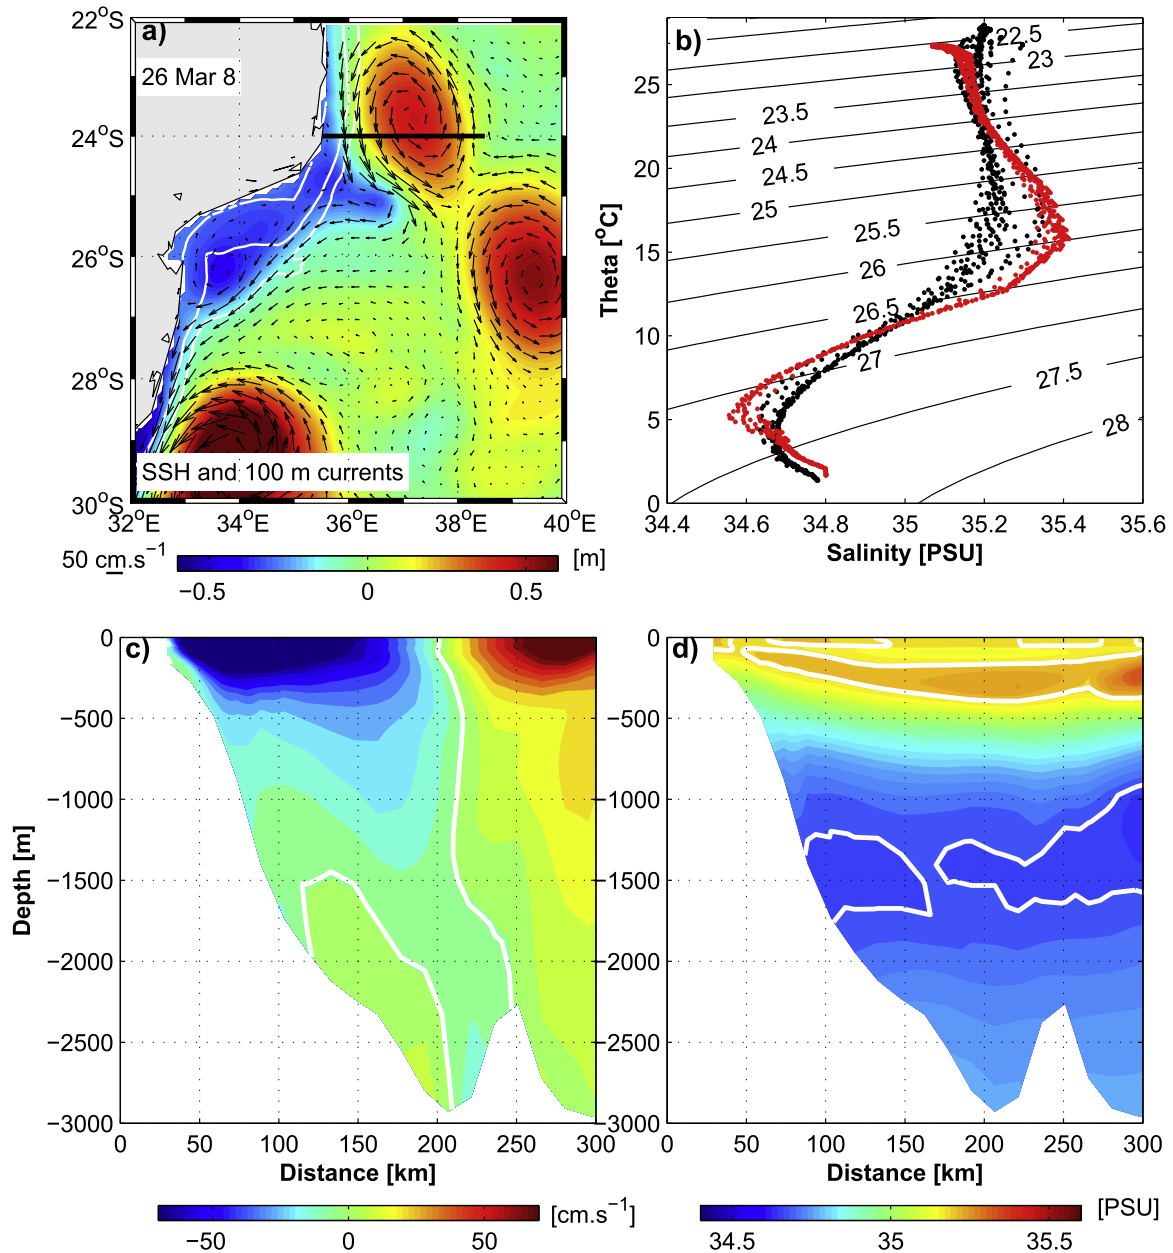 a)
26 Mar 8
SSH and 100 m currents
22°S
24°S
26°S
28°S
30°S
32°E
34°E
36°E
38°E
40°E
50 cm.s⁻¹
[m]
−0.5
0
0.5
b)
22.5
23
23.5
24
24.5
25
25.5
26
26.5
27
27.5
28
Theta [°C]
25
20
15
10
5
0
34.4
34.6
34.8
35
35.2
35.4
35.6
Salinity [PSU]
c)
Depth [m]
0
−500
−1000
−1500
−2000
−2500
−3000
0
50
100
150
200
250
300
Distance [km]
−50
0
50
[cm.s⁻¹]
d)
0
−500
−1000
−1500
−2000
−2500
−3000
0
50
100
150
200
250
300
Distance [km]
34.5
35
35.5
[PSU]